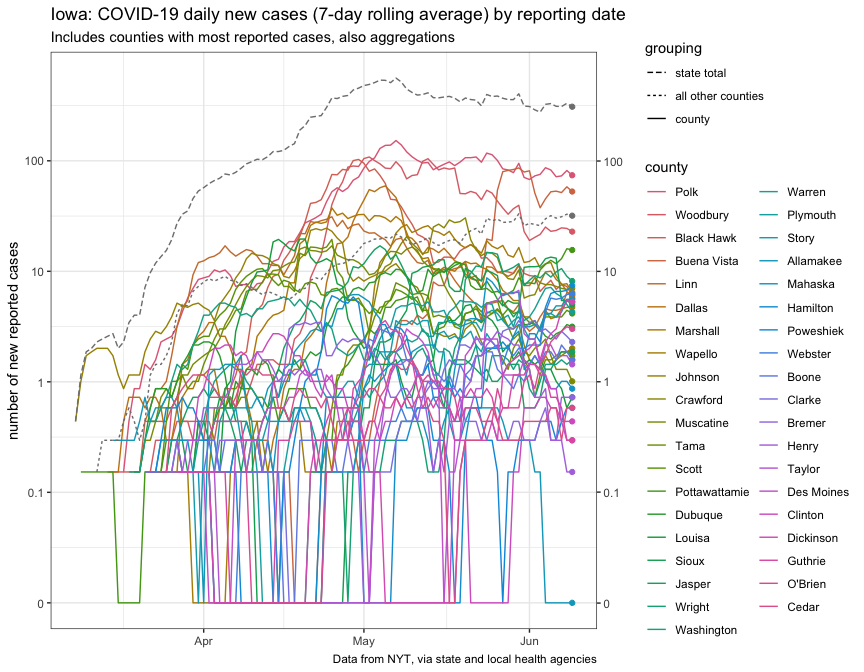 Iowa: COVID-19 daily new cases (7-day rolling average) by reporting date
Includes counties with most reported cases, also aggregations
number of new reported cases
100
10
1
0.1
0
100
10
1
0.1
0
Apr
May
Jun
Data from NYT, via state and local health agencies
grouping
state total
all other counties
county
county
Polk
Woodbury
Black Hawk
Buena Vista
Linn
Dallas
Marshall
Wapello
Johnson
Crawford
Muscatine
Tama
Scott
Pottawattamie
Dubuque
Louisa
Sioux
Jasper
Wright
Washington
Warren
Plymouth
Story
Allamakee
Mahaska
Hamilton
Poweshiek
Webster
Boone
Clarke
Bremer
Henry
Taylor
Des Moines
Clinton
Dickinson
Guthrie
O'Brien
Cedar